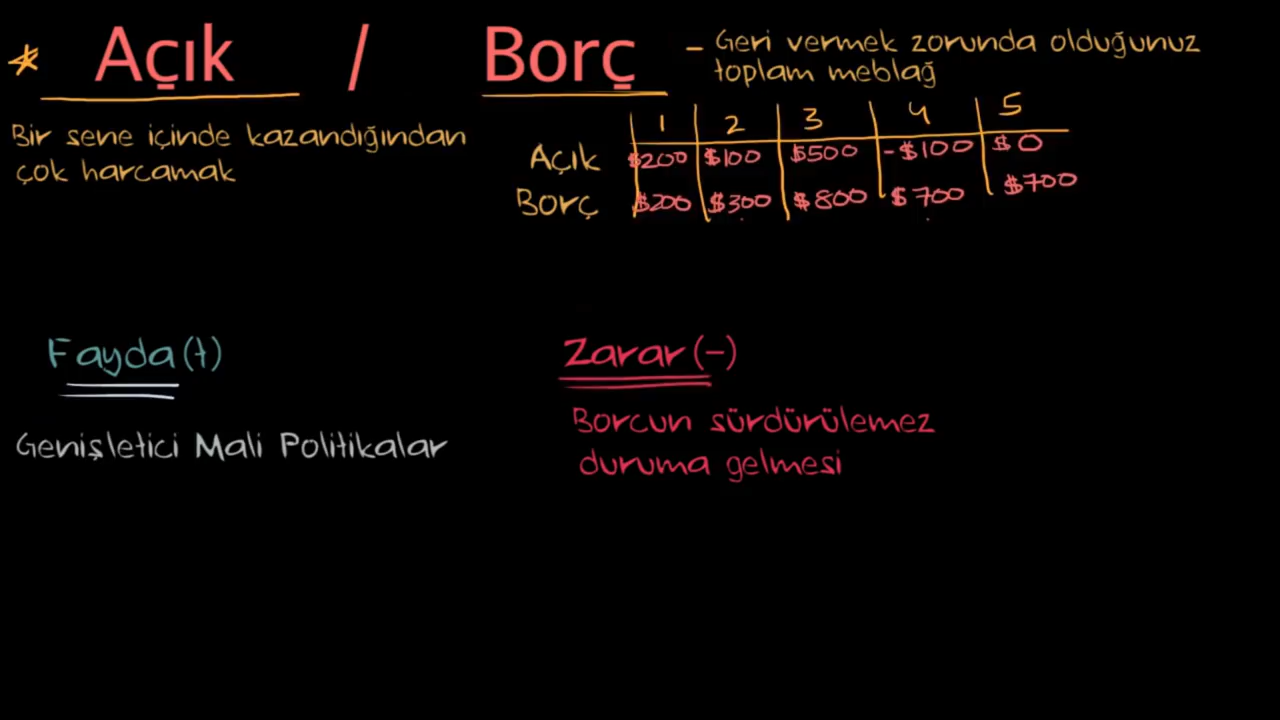 * Açık / Borç - Geri vermek zorunda olduğunuz
toplam meblağ
Bir sene içinde kazandığından
çok harcamak
1 2 3 4 5
Açık $200 $100 $500 -$100 $0
Borç $200 $300 $800 $700 $700
Fayda (+)
Zarar (-)
Genişletici Mali Politikalar
Borcun sürdürülemez
duruma gelmesi